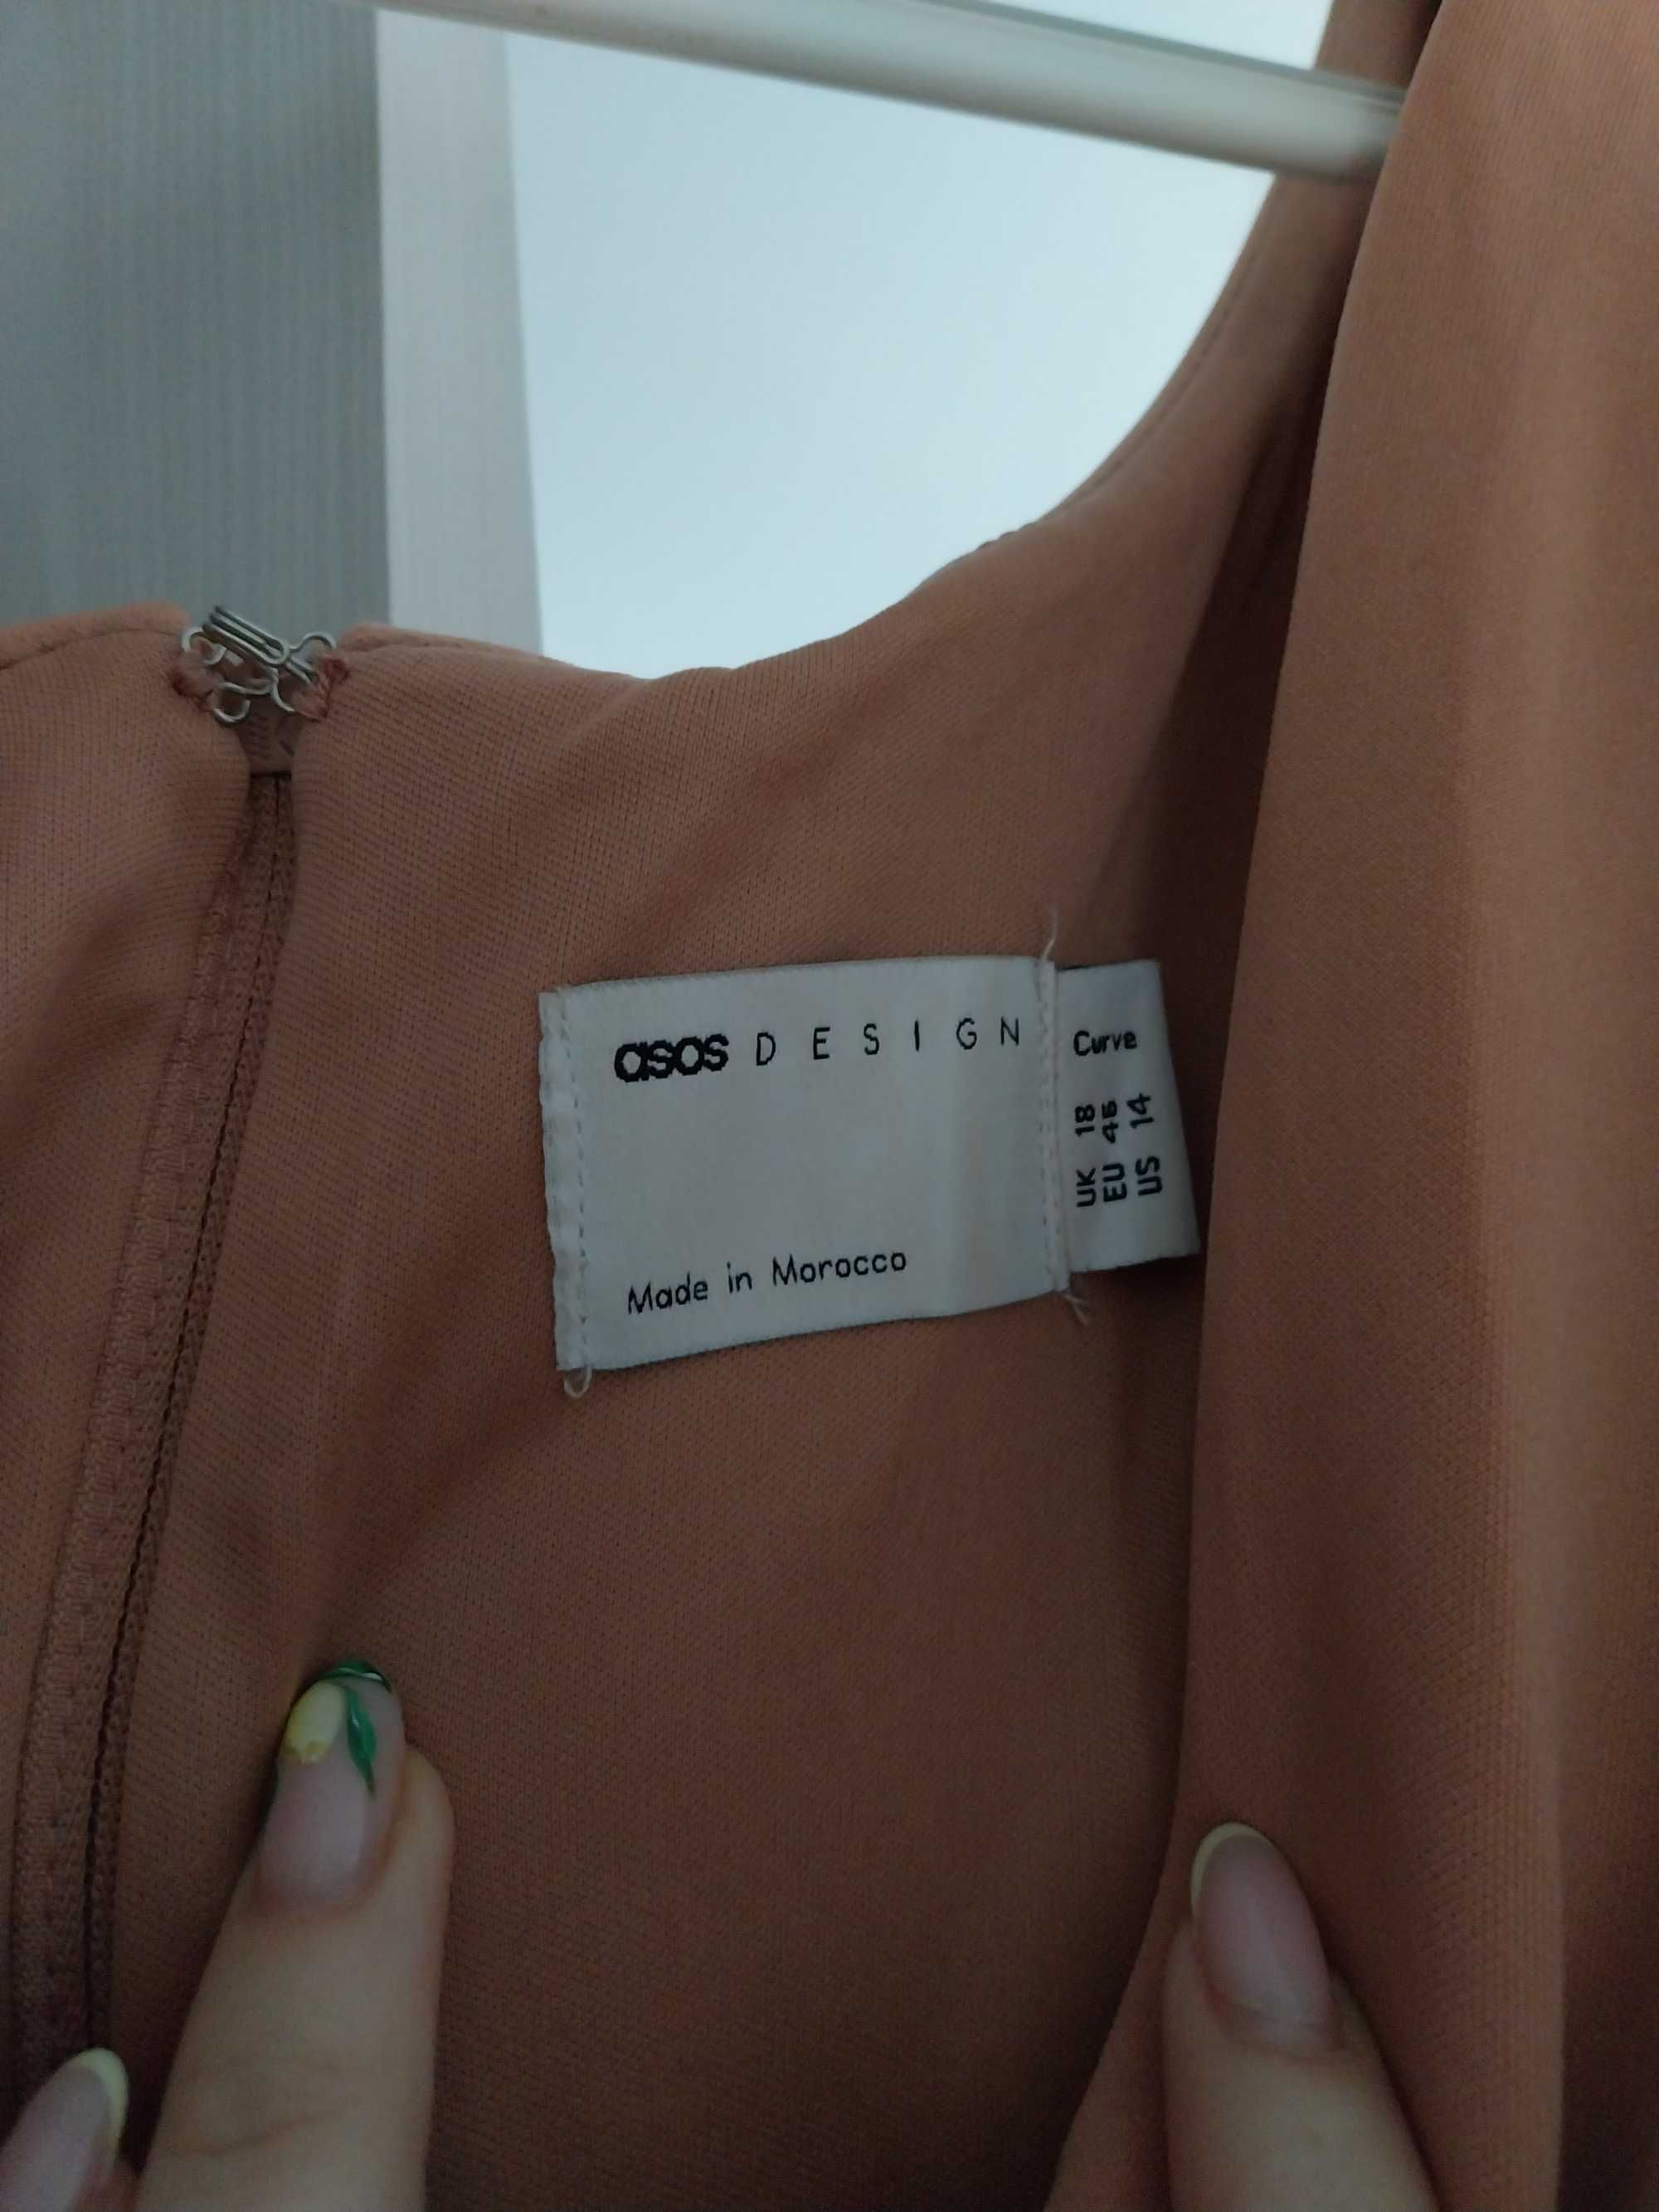 asos DESIGN
Made in Morocco
Curve
UK 18
EU 46
US 14